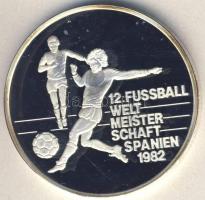 12. FUSSBALL
WELT
MEISTER
SCHAFT
SPANIEN
1982